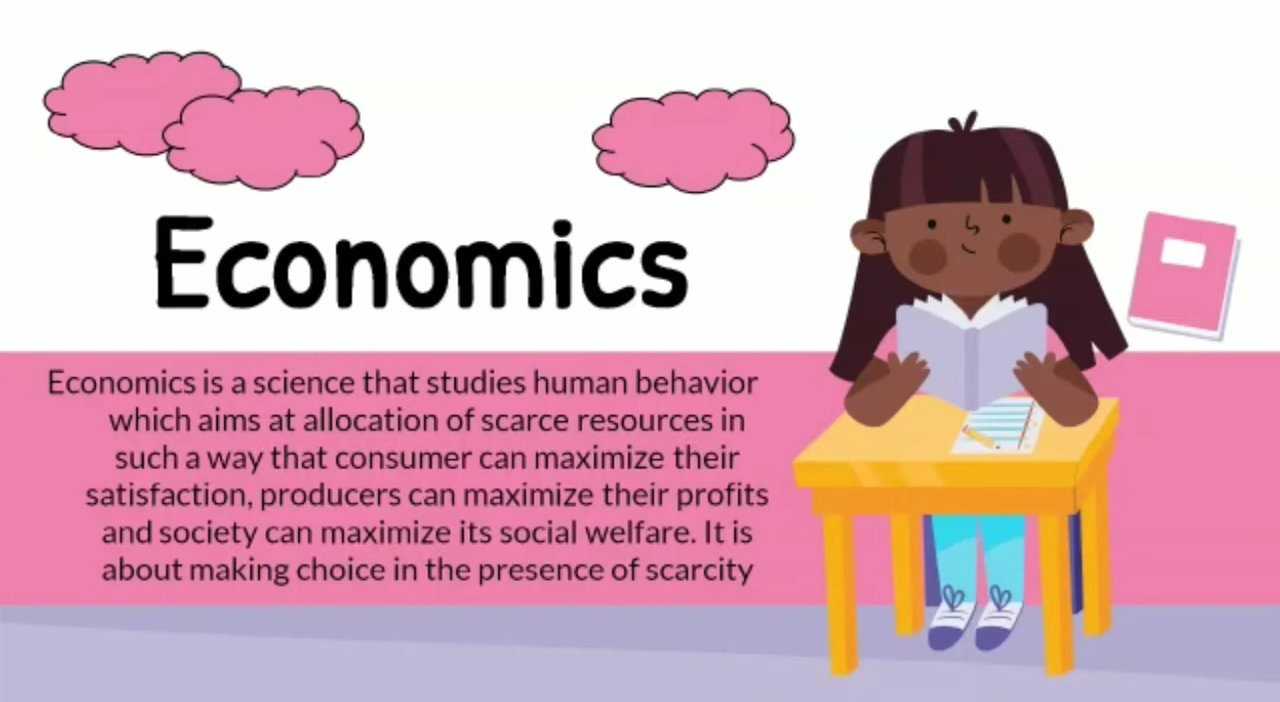 Economics
Economics is a science that studies human behavior
which aims at allocation of scarce resources in
such a way that consumer can maximize their
satisfaction, producers can maximize their profits
and society can maximize its social welfare. It is
about making choice in the presence of scarcity